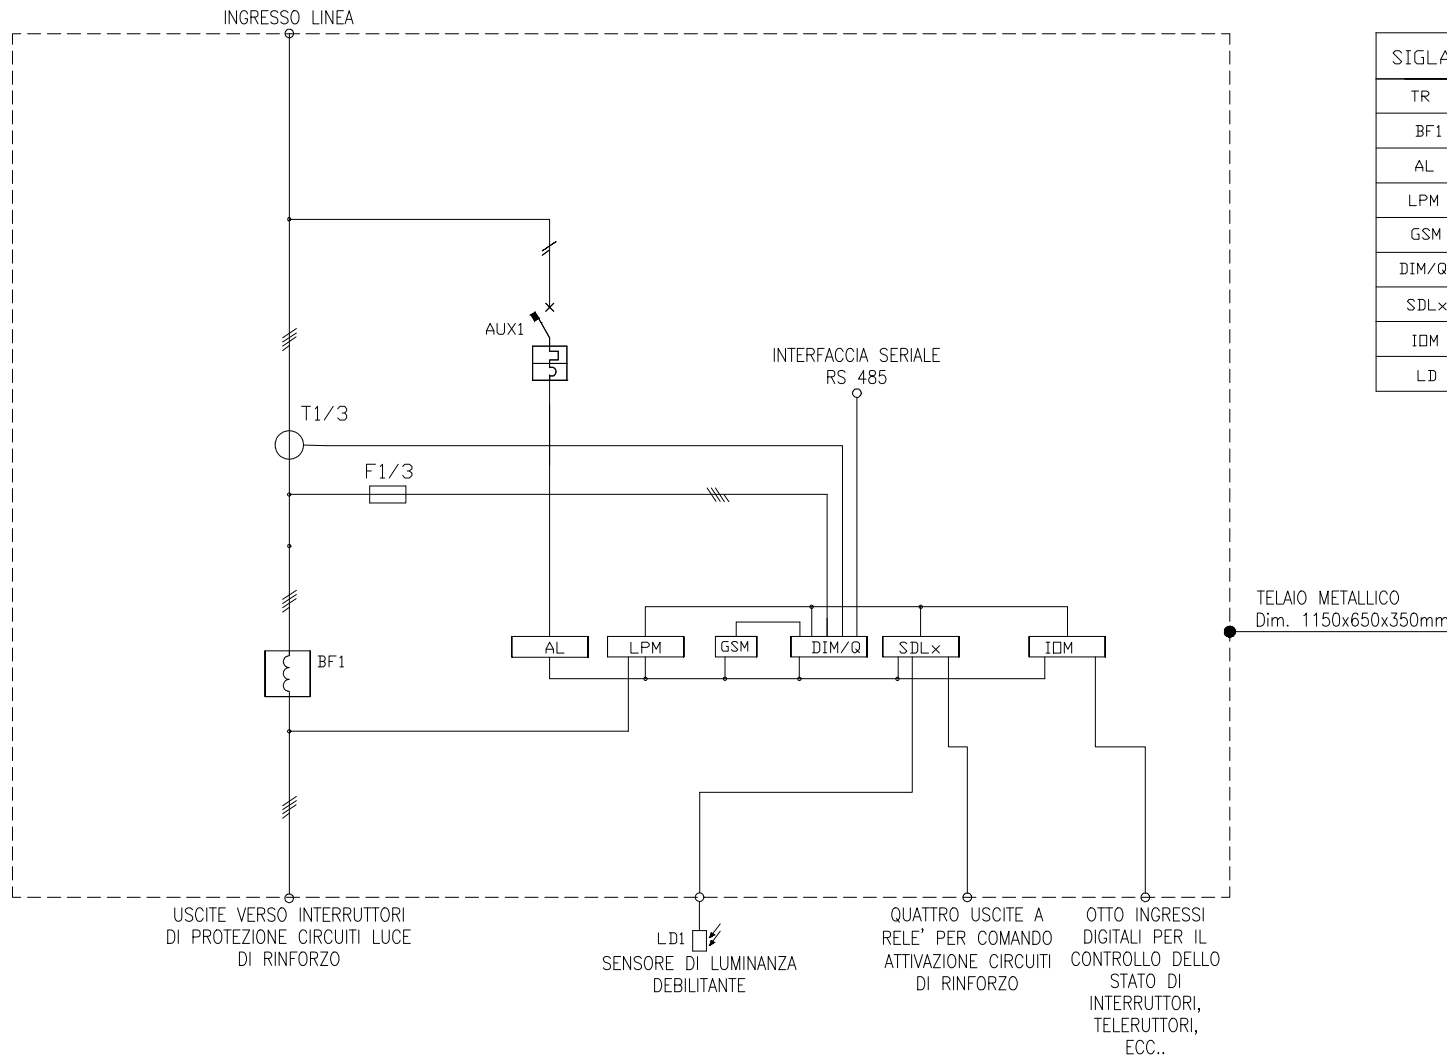 INGRESSO LINEA
SIGLA
TR
BF1
AL
LPM
GSM
DIM/Q
SDLx
IOM
LD
AUX1
INTERFACCIA SERIALE
RS 485
T1/3
F1/3
TELAIO METALLICO
Dim. 1150x650x350mm
AL
LPM
GSM
DIM/Q
SDLx
IOM
BF1
USCITE VERSO INTERRUTTORI
DI PROTEZIONE CIRCUITI LUCE
DI RINFORZO
LD1
SENSORE DI LUMINANZA
DEBILITANTE
QUATTRO USCITE A
RELE' PER COMANDO
ATTIVAZIONE CIRCUITI
DI RINFORZO
OTTO INGRESSI
DIGITALI PER IL
CONTROLLO DELLO
STATO DI
INTERRUTTORI,
TELERUTTORI,
ECC..